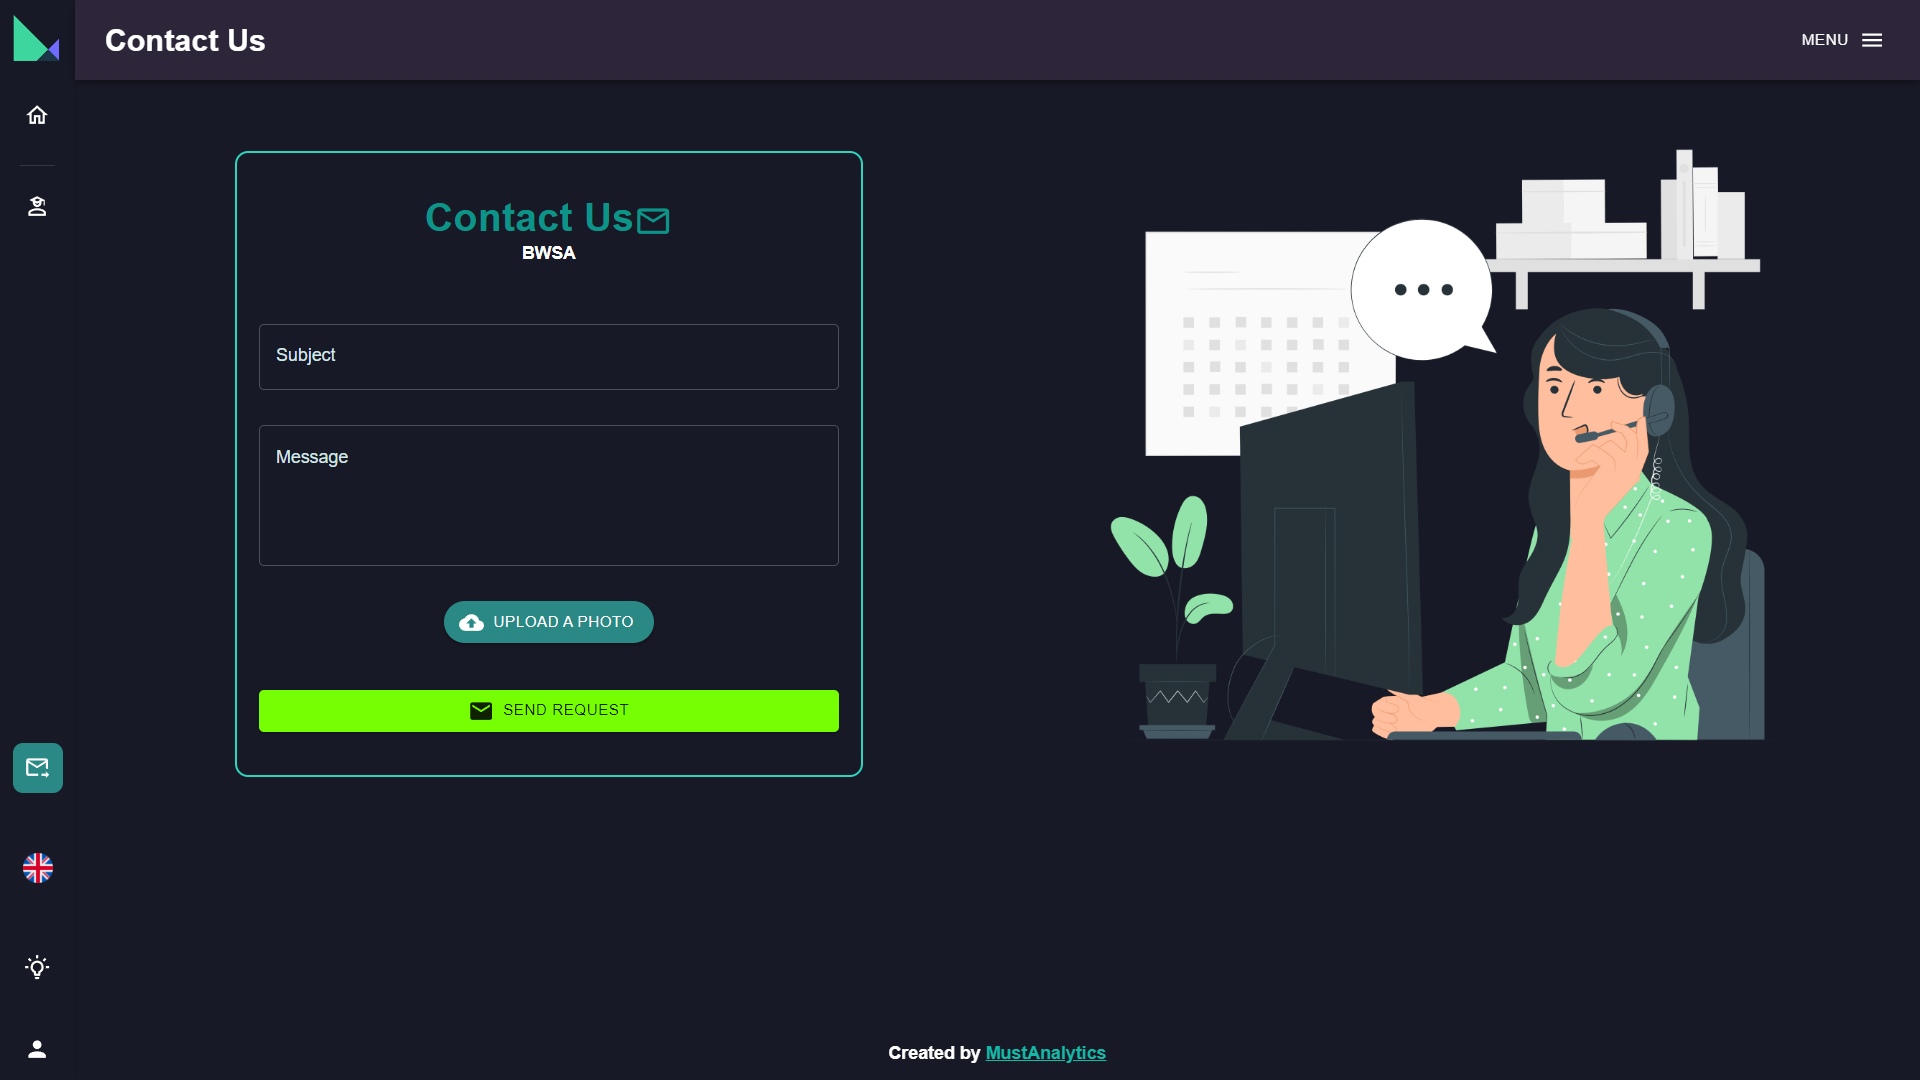 Contact Us
MENU
Contact Us
BWSA
Subject
Message
UPLOAD A PHOTO
SEND REQUEST
Created by MustAnalytics